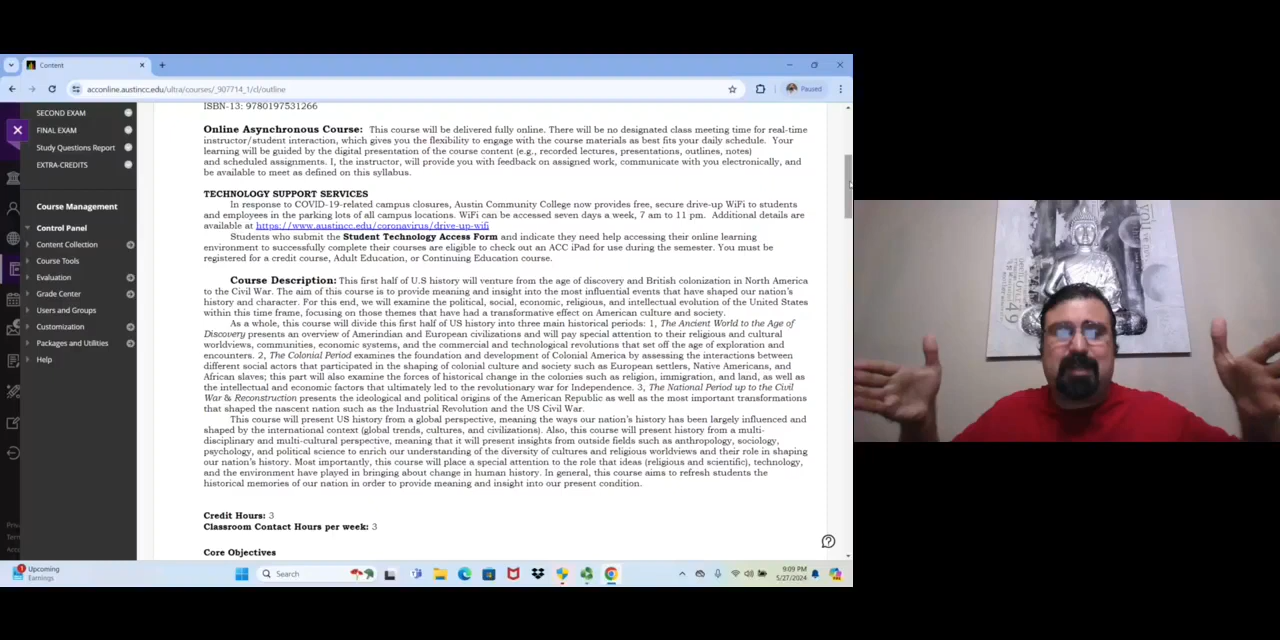 Content
acconline.austincc.edu/ultra/courses/_907714_1/cl/outline
Paused
SECOND EXAM
FINAL EXAM
Study Questions Report
EXTRA-CREDITS
Course Management
Control Panel
Content Collection
Course Tools
Evaluation
Grade Center
Users and Groups
Customization
Packages and Utilities
Help
ISBN-13: 9780197531266
Online Asynchronous Course: This course will be delivered fully online. There will be no designated class meeting time for real-time
instructor/student interaction, which gives you the flexibility to engage with the course materials as best fits your daily schedule. Your
learning will be guided by the digital presentation of the course content (e.g., recorded lectures, presentations, outlines, notes)
and scheduled assignments. I, the instructor, will provide you with feedback on assigned work, communicate with you electronically, and
be available to meet as defined on this syllabus.
TECHNOLOGY SUPPORT SERVICES
In response to COVID-19-related campus closures, Austin Community College now provides free, secure drive-up WiFi to students
and employees in the parking lots of all campus locations. WiFi can be accessed seven days a week, 7 am to 11 pm. Additional details are
available at https://www.austincc.edu/coronavirus/drive-up-wifi
Students who submit the Student Technology Access Form and indicate they need help accessing their online learning
environment to successfully complete their courses are eligible to check out an ACC iPad for use during the semester. You must be
registered for a credit course, Adult Education, or Continuing Education course.
Course Description: This first half of U.S history will venture from the age of discovery and British colonization in North America
to the Civil War. The aim of this course is to provide meaning and insight into the most influential events that have shaped our nation's
history and character. For this end, we will examine the political, social, economic, religious, and intellectual evolution of the United States
within this time frame, focusing on those themes that have had a transformative effect on American culture and society.
As a whole, this course will divide this first half of US history into three main historical periods: 1, The Ancient World to the Age of
Discovery presents an overview of Amerindian and European civilizations and will pay special attention to their religious and cultural
worldviews, communities, economic systems, and the commercial and technological revolutions that set off the age of exploration and
encounters. 2, The Colonial Period examines the foundation and development of Colonial America by assessing the interactions between
different social actors that participated in the shaping of colonial culture and society such as European settlers, Native Americans, and
African slaves; this part will also examine the forces of historical change in the colonies such as religion, immigration, and land, as well as
the intellectual and economic factors that ultimately led to the revolutionary war for Independence. 3, The National Period up to the Civil
War & Reconstruction presents the ideological and political origins of the American Republic as well as the most important transformations
that shaped the nascent nation such as the Industrial Revolution and the US Civil War.
This course will present US history from a global perspective, meaning the ways our nation's history has been largely influenced and
shaped by the international context (global trends, cultures, and civilizations). Also, this course will present history from a multi-
disciplinary and multi-cultural perspective, meaning that it will present insights from outside fields such as anthropology, sociology,
psychology, and political science to enrich our understanding of the diversity of cultures and religious worldviews and their role in shaping
our nation's history. Most importantly, this course will place a special attention to the role that ideas (religious and scientific), technology,
and the environment have played in bringing about change in human history. In general, this course aims to refresh students the
historical memories of our nation in order to provide meaning and insight into our present condition.
Credit Hours: 3
Classroom Contact Hours per week: 3
Core Objectives
Upcoming
Earnings
Search
9:09 PM
5/27/2024
49